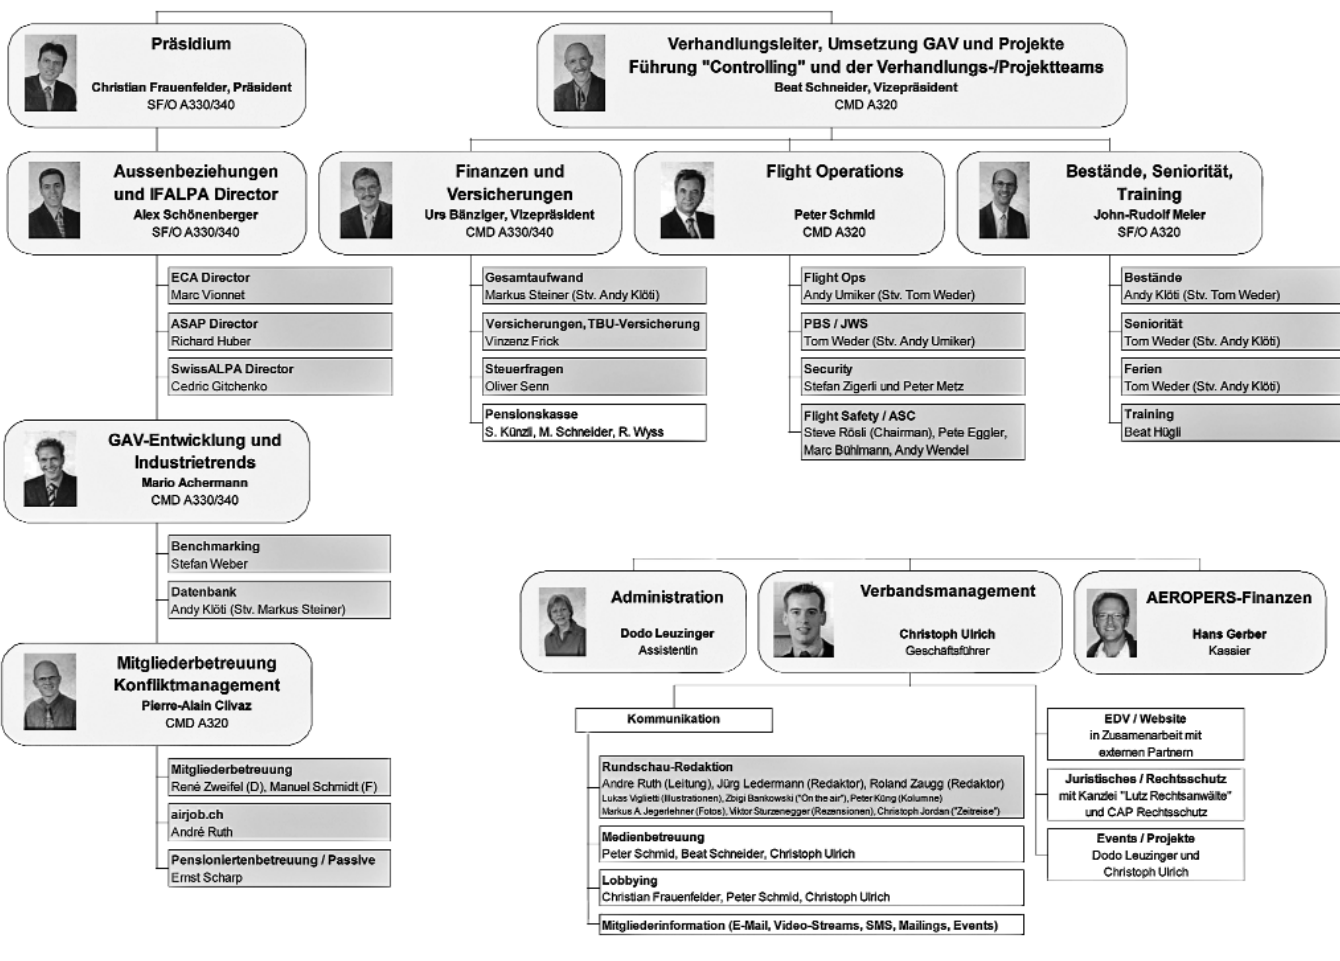 Präsidium
Christian Frauenfelder, Präsident
SF/O A330/340
Verhandlungsleiter, Umsetzung GAV und Projekte
Führung "Controlling" und der Verhandlungs-/Projektteams
Beat Schneider, Vizepräsident
CMD A320
Aussenbeziehungen
und IFALPA Director
Alex Schönenberger
SF/O A330/340
Finanzen und
Versicherungen
Urs Bänziger, Vizepräsident
CMD A330/340
Flight Operations
Peter Schmid
CMD A320
Bestände, Seniorität,
Training
John-Rudolf Meier
SF/O A320
ECA Director
Marc Vionnet
ASAP Director
Richard Huber
SwissALPA Director
Cedric Gitchenko
Gesamtaufwand
Markus Steiner (Stv. Andy Klöti)
Versicherungen, TBU-Versicherung
Vinzenz Frick
Steuerfragen
Oliver Senn
Pensionskasse
S. Künzli, M. Schneider, R. Wyss
Flight Ops
Andy Umiker (Stv. Tom Weder)
PBS / JWS
Tom Weder (Stv. Andy Umiker)
Security
Stefan Zigerli und Peter Metz
Flight Safety / ASC
Steve Rösli (Chairman), Pete Eggler,
Marc Bühlmann, Andy Wendel
Bestände
Andy Klöti (Stv. Tom Weder)
Seniorität
Tom Weder (Stv. Andy Klöti)
Ferien
Tom Weder (Stv. Andy Klöti)
Training
Beat Hügli
GAV-Entwicklung und
Industrietrends
Mario Achermann
CMD A330/340
Benchmarking
Stefan Weber
Datenbank
Andy Klöti (Stv. Markus Steiner)
Mitgliederbetreuung
Konfliktmanagement
Pierre-Alain Clivaz
CMD A320
Mitgliederbetreuung
René Zweifel (D), Manuel Schmidt (F)
airjob.ch
André Ruth
Pensioniertenbetreuung / Passive
Ernst Scharp
Administration
Dodo Leuzinger
Assistentin
Verbandsmanagement
Christoph Ulrich
Geschäftsführer
AEROPERS-Finanzen
Hans Gerber
Kassier
Kommunikation
Rundschau-Redaktion
Andre Ruth (Leitung), Jürg Ledermann (Redaktor), Roland Zaugg (Redaktor)
Lukas Viglietti (Illustrationen), Zbigi Bankowski ("On the air"), Peter Küng (Kolumne)
Markus A. Jegerlehner (Fotos), Viktor Sturzenegger (Rezensionen), Christoph Jordan ("Zeitreise")
Medienbetreuung
Peter Schmid, Beat Schneider, Christoph Ulrich
Lobbying
Christian Frauenfelder, Peter Schmid, Christoph Ulrich
Mitgliederinformation (E-Mail, Video-Streams, SMS, Mailings, Events)
EDV / Website
in Zusamenarbeit mit
externen Partnern
Juristisches / Rechtsschutz
mit Kanzlei "Lutz Rechtsanwälte"
und CAP Rechtsschutz
Events / Projekte
Dodo Leuzinger und
Christoph Ulrich